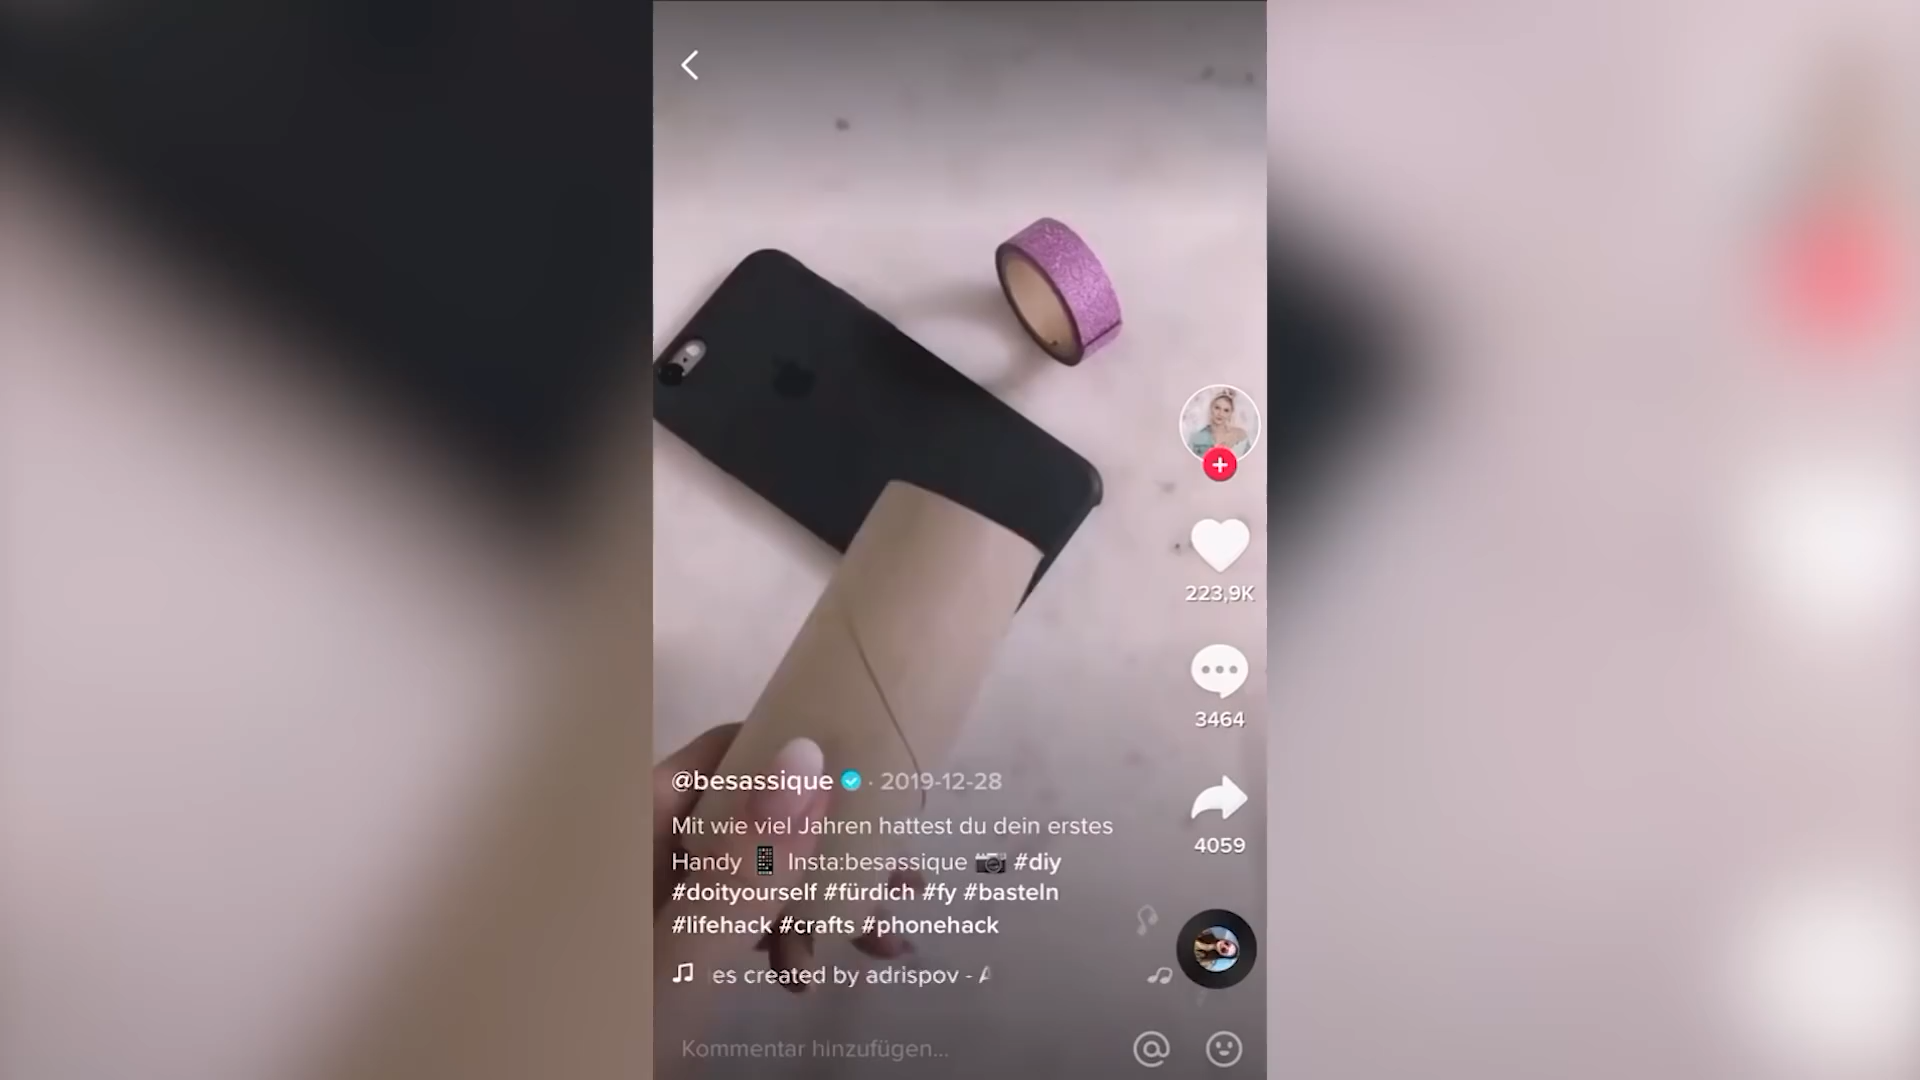 223,9K
3464
@besassique · 2019-12-28
Mit wie viel Jahren hattest du dein erstes
4059
Handy 📱 Insta:besassique 📷 #diy
#doityourself #fürdich #fy #basteln
#lifehack #crafts #phonehack
es created by adrispov - A
Kommentar hinzufügen...